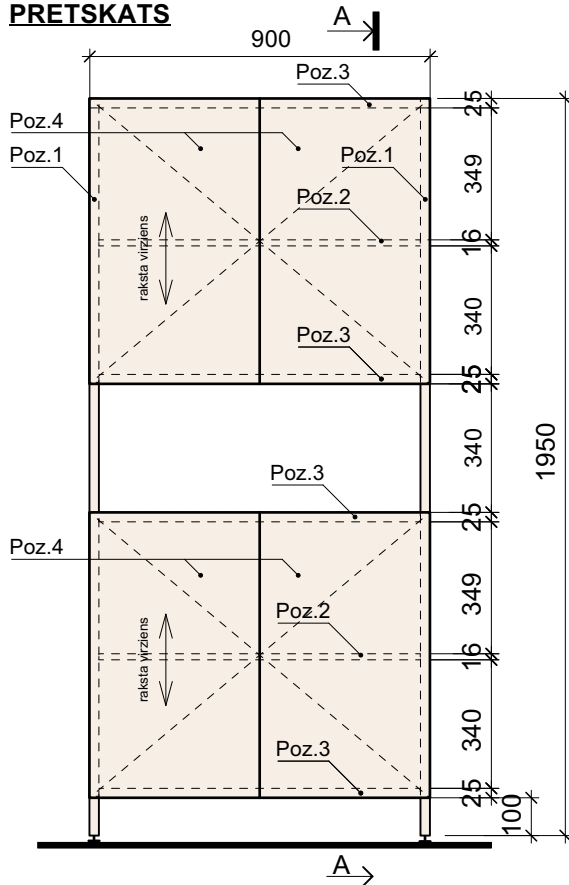 PRETSKATS
A
900
Poz.3
25
Poz.4
Poz.1
Poz.1
349
Poz.2
16
raksta virziens
340
Poz.3
25
340
1950
Poz.3
25
Poz.4
349
Poz.2
16
raksta virziens
340
Poz.3
25
100
A